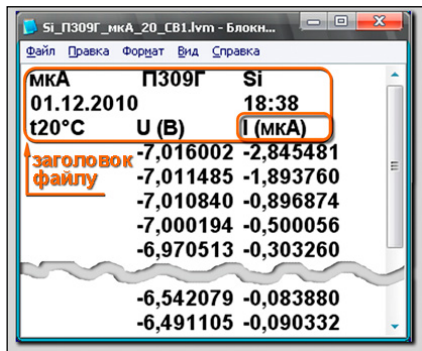 Si_П309Г_мкА_20_СВ1.lvm - Блокн...
Файл Правка Формат Вид Справка
мкА П309Г Si
01.12.2010 18:38
t20°C U (В) I (мкА)
заголовок
файлу
-7,016002 -2,845481
-7,011485 -1,893760
-7,010840 -0,896874
-7,000194 -0,500056
-6,970513 -0,303260
-6,542079 -0,083880
-6,491105 -0,090332